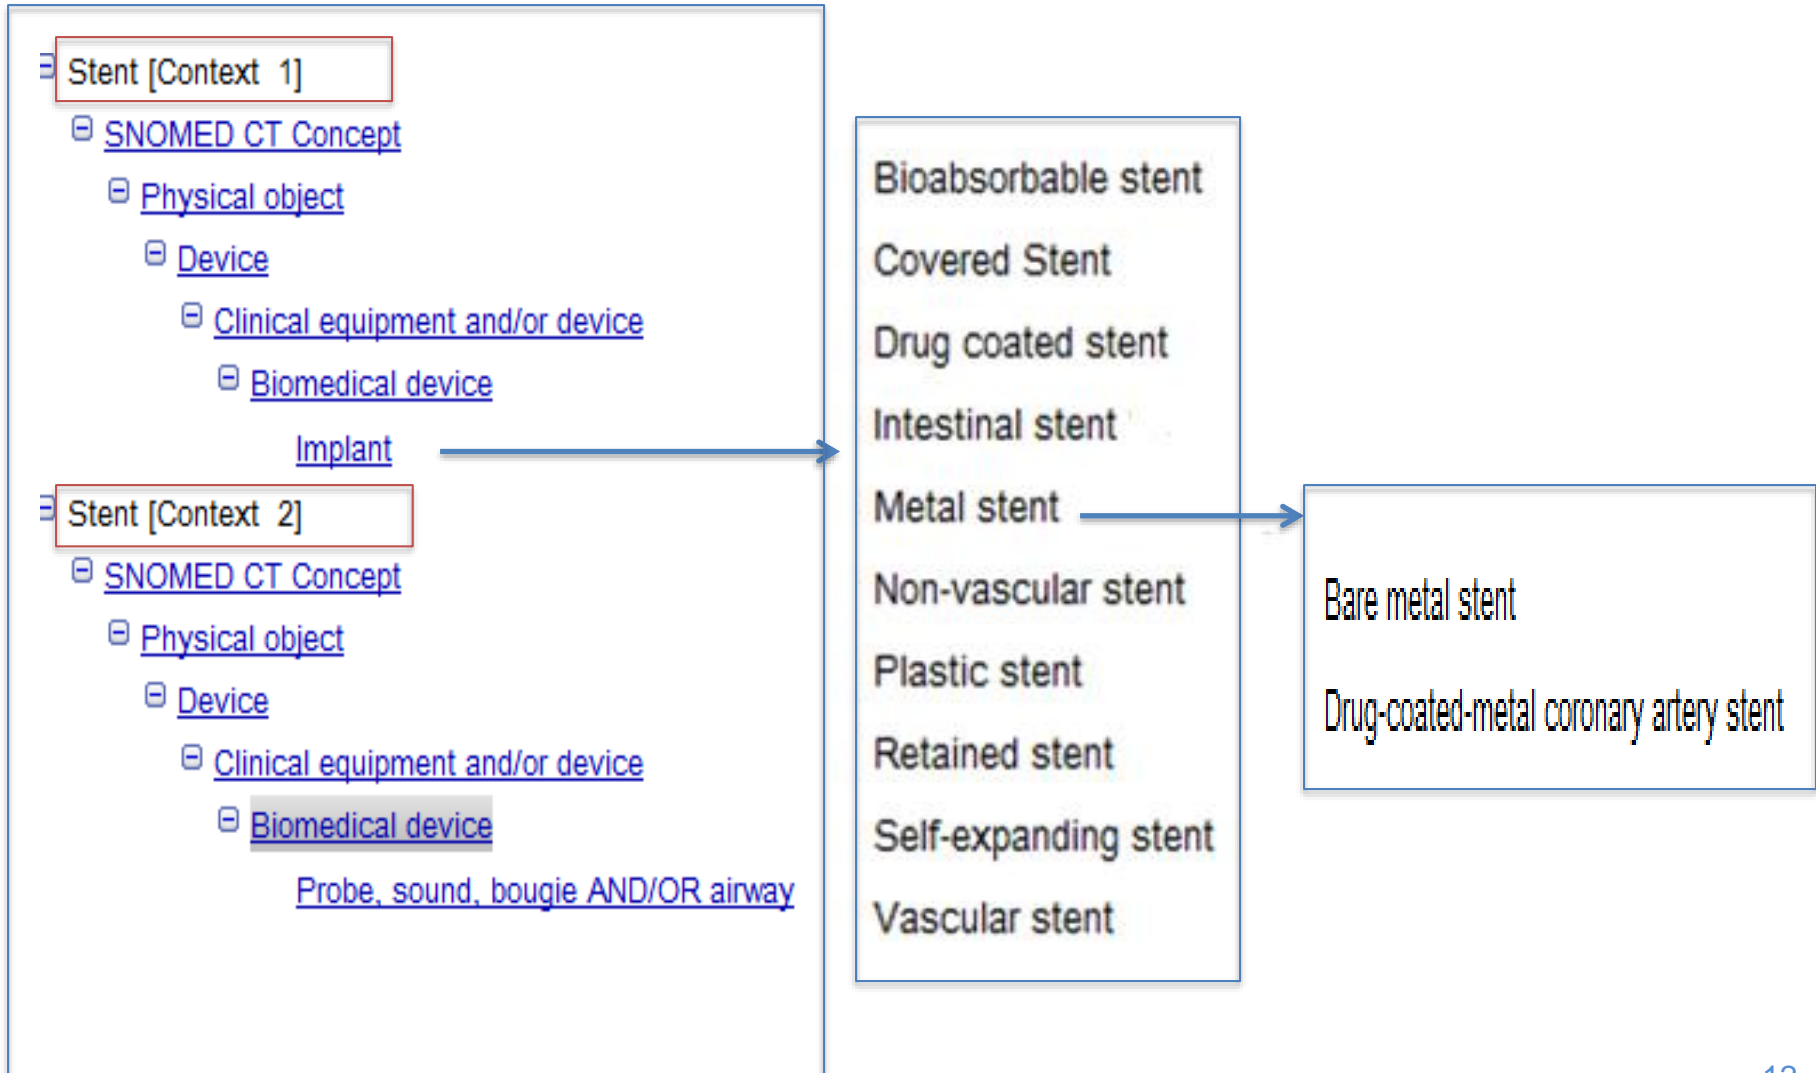 Stent [Context 1]
SNOMED CT Concept
Physical object
Device
Clinical equipment and/or device
Biomedical device
Implant
Stent [Context 2]
SNOMED CT Concept
Physical object
Device
Clinical equipment and/or device
Biomedical device
Probe, sound, bougie AND/OR airway
Bioabsorbable stent
Covered Stent
Drug coated stent
Intestinal stent
Metal stent
Non-vascular stent
Plastic stent
Retained stent
Self-expanding stent
Vascular stent
Bare metal stent
Drug-coated-metal coronary artery stent